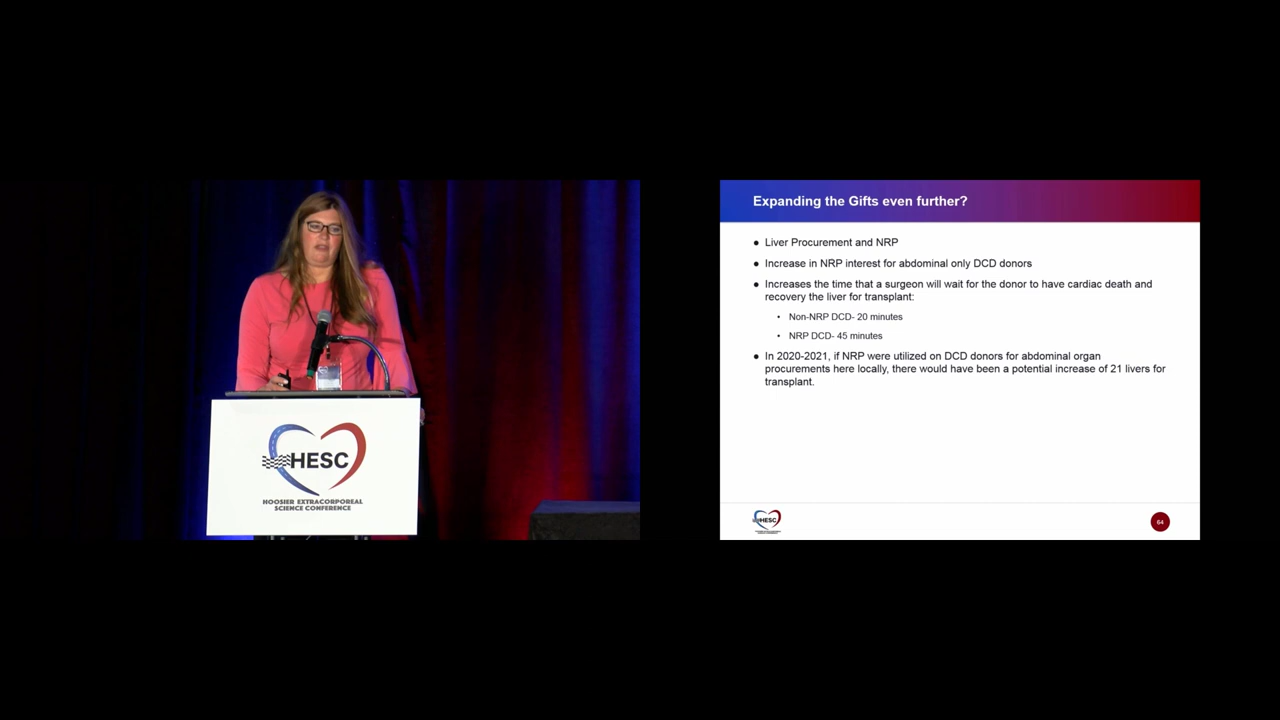 HESC
HOOSIER EXTRACORPOREAL
SCIENCE CONFERENCE
Expanding the Gifts even further?
● Liver Procurement and NRP
● Increase in NRP interest for abdominal only DCD donors
● Increases the time that a surgeon will wait for the donor to have cardiac death and
recovery the liver for transplant:
• Non-NRP DCD- 20 minutes
• NRP DCD- 45 minutes
● In 2020-2021, if NRP were utilized on DCD donors for abdominal organ
procurements here locally, there would have been a potential increase of 21 livers for
transplant.
HESC
64